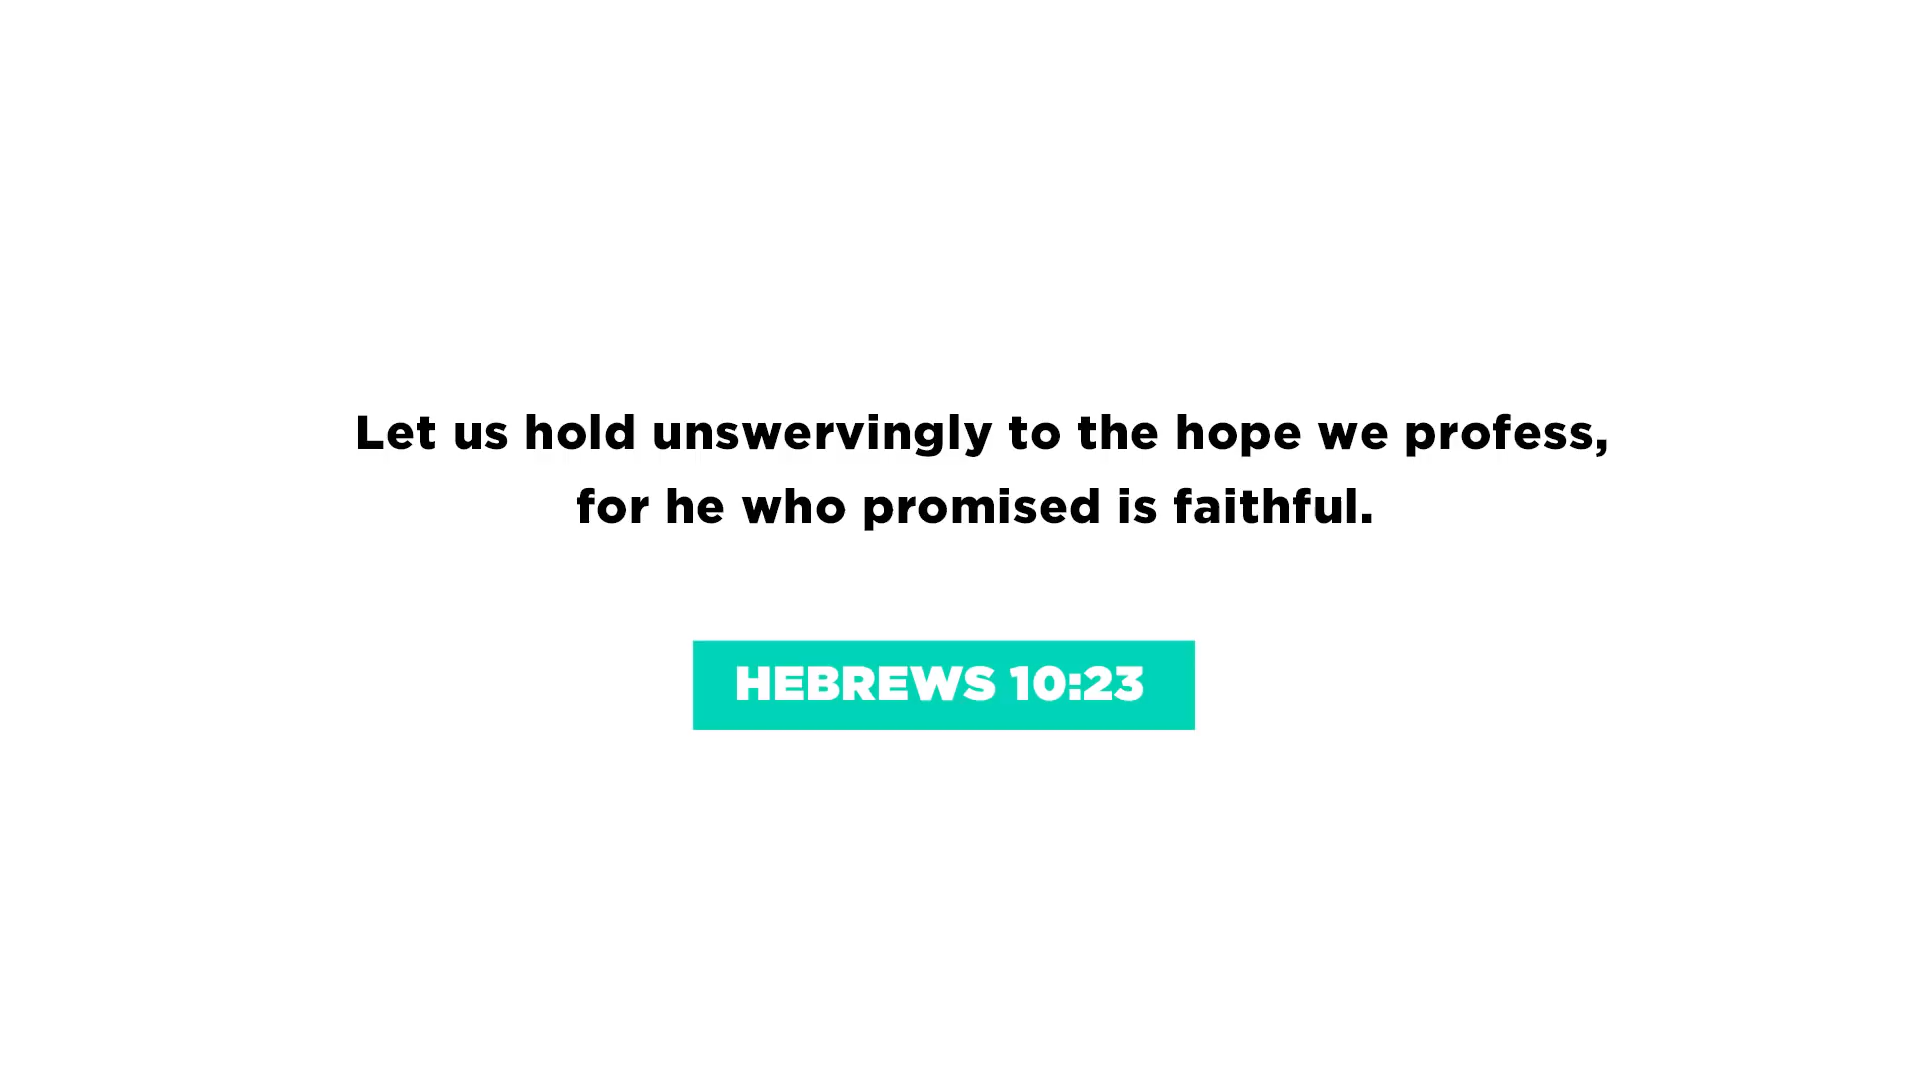 Let us hold unswervingly to the hope we profess,
for he who promised is faithful.
HEBREWS 10:23